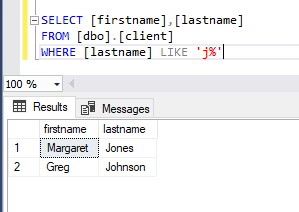 SELECT [firstname],[lastname]
FROM [dbo].[client]
WHERE [lastname] LIKE 'j%'
100 %
Results Messages
firstname lastname
1 Margaret Jones
2 Greg Johnson